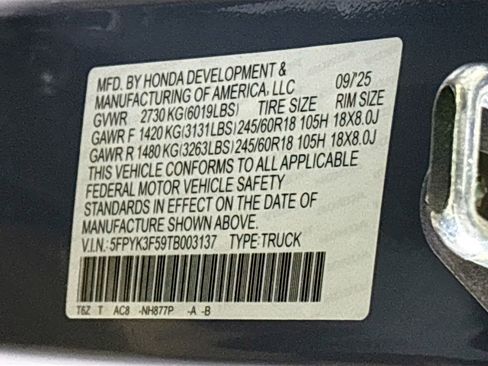 MFD. BY HONDA DEVELOPMENT &
MANUFACTURING OF AMERICA, LLC 09/'25
GVWR 2730 KG(6019LBS) TIRE SIZE RIM SIZE
GAWR F 1420 KG(3131LBS) 245/60R18 105H 18X8.0J
GAWR R 1480 KG(3263LBS) 245/60R18 105H 18X8.0J
THIS VEHICLE CONFORMS TO ALL APPLICABLE
FEDERAL MOTOR VEHICLE SAFETY
STANDARDS IN EFFECT ON THE DATE OF
MANUFACTURE SHOWN ABOVE.
V.I.N.: 5FPYK3F59TB003137 TYPE:TRUCK
T6Z T AC8 -NH877P -A -B